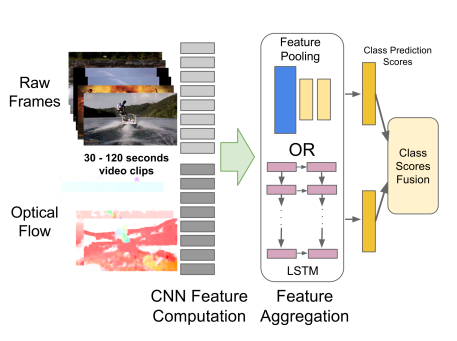 Raw
Frames
30 - 120 seconds
video clips
Optical
Flow
CNN Feature
Computation
Feature
Pooling
OR
LSTM
Feature
Aggregation
Class Prediction
Scores
Class
Scores
Fusion